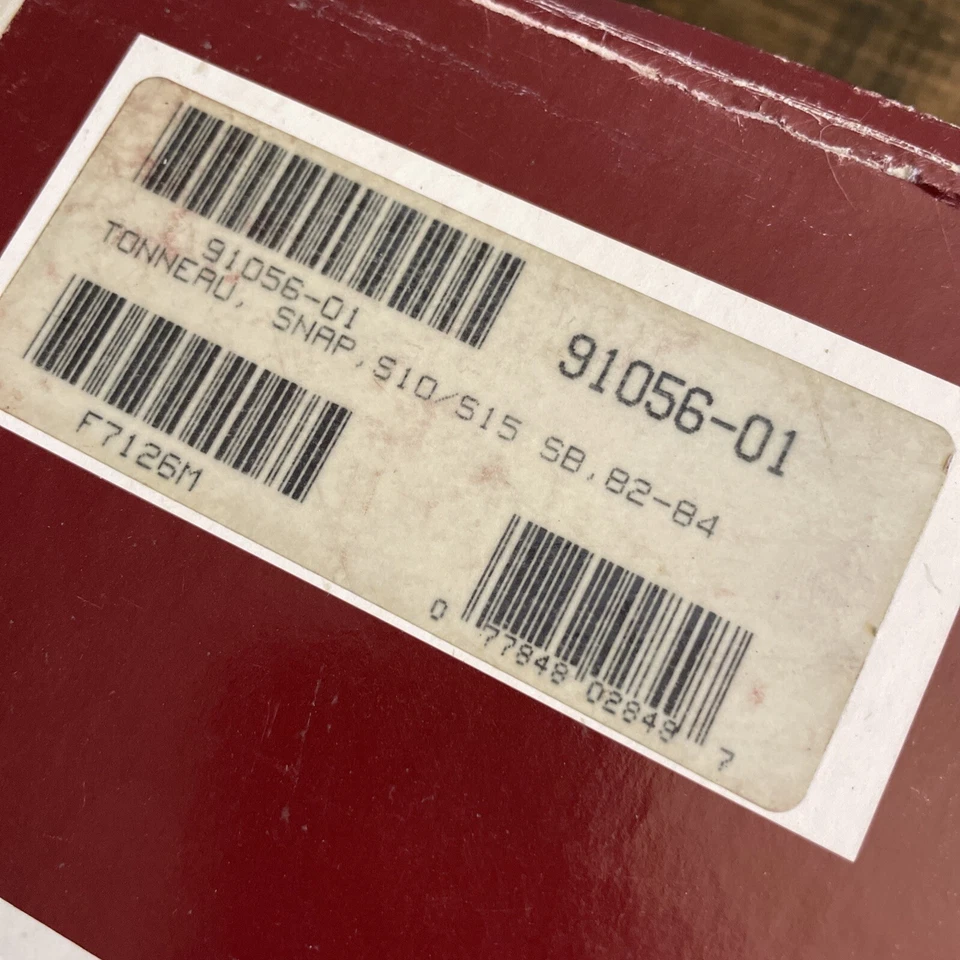 91056-01
TONNEAU, SNAP,S10/S15 SB,82-84
91056-01
F7126M
0 77848 02849 7